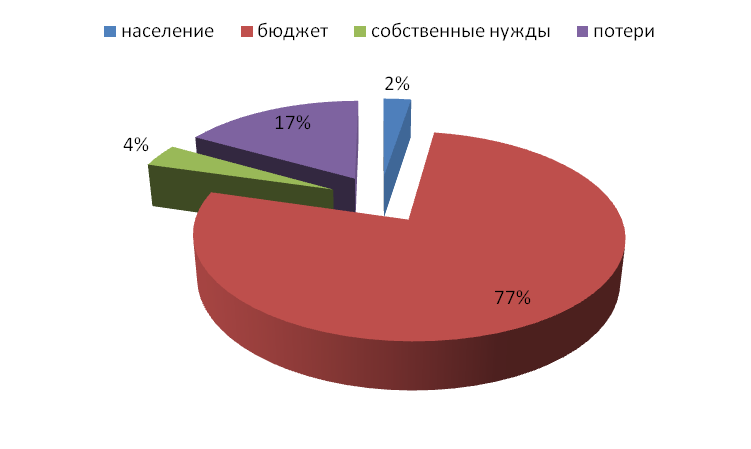 население бюджет собственные нужды потери
2%
17%
4%
77%